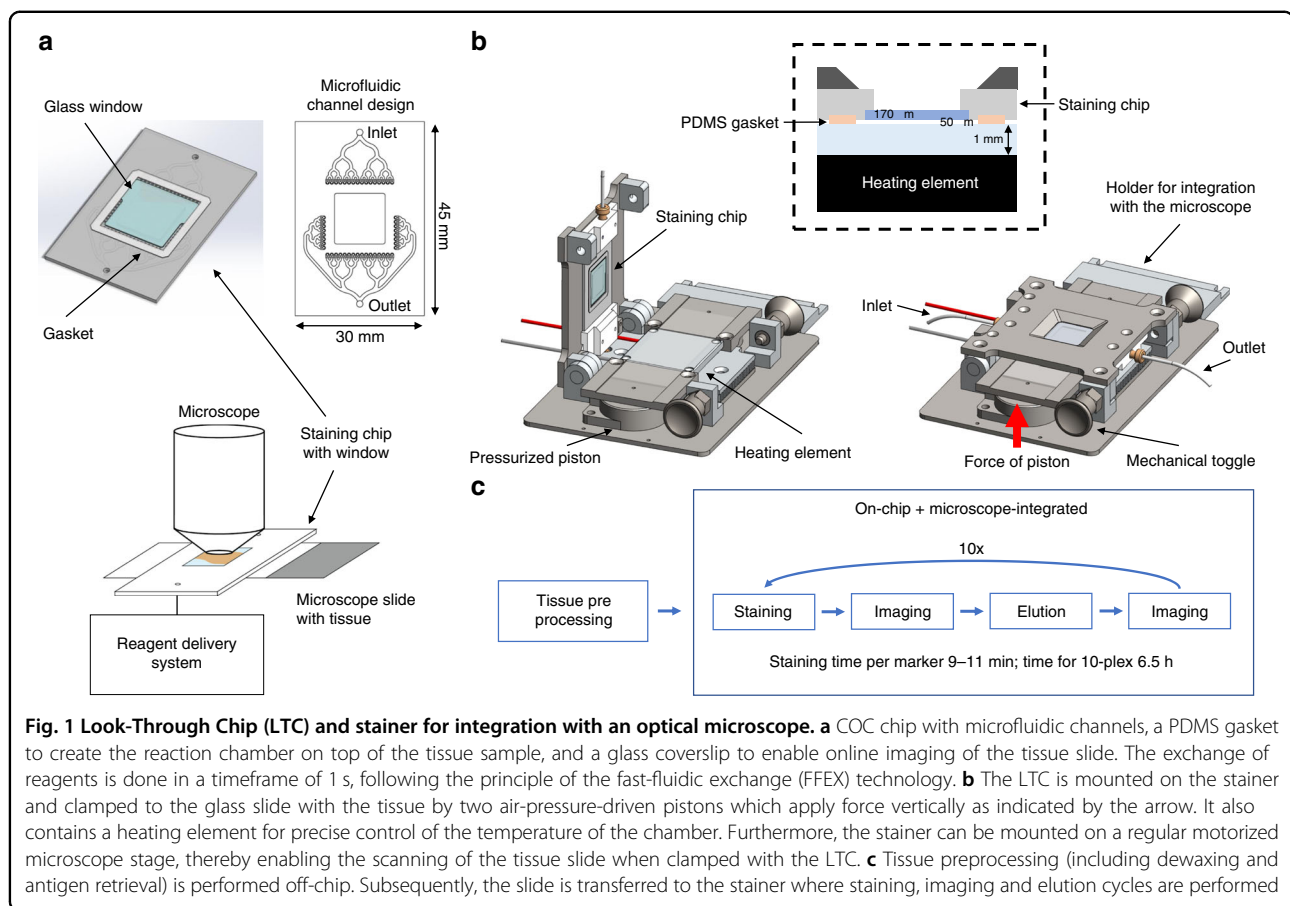 a
Glass window
Gasket
Microfluidic
channel design
Inlet
Outlet
45 mm
30 mm
Microscope
Staining chip
with window
Microscope slide
with tissue
Reagent delivery
system
b
PDMS gasket
170 m
50 m
1 mm
Heating element
Staining chip
Staining chip
Holder for integration
with the microscope
Inlet
Outlet
Pressurized piston
Heating element
Force of piston
Mechanical toggle
c
On-chip + microscope-integrated
10x
Tissue pre
processing
Staining
Imaging
Elution
Imaging
Staining time per marker 9–11 min; time for 10-plex 6.5 h
Fig. 1 Look-Through Chip (LTC) and stainer for integration with an optical microscope. a COC chip with microfluidic channels, a PDMS gasket
to create the reaction chamber on top of the tissue sample, and a glass coverslip to enable online imaging of the tissue slide. The exchange of
reagents is done in a timeframe of 1 s, following the principle of the fast-fluidic exchange (FFEX) technology. b The LTC is mounted on the stainer
and clamped to the glass slide with the tissue by two air-pressure-driven pistons which apply force vertically as indicated by the arrow. It also
contains a heating element for precise control of the temperature of the chamber. Furthermore, the stainer can be mounted on a regular motorized
microscope stage, thereby enabling the scanning of the tissue slide when clamped with the LTC. c Tissue preprocessing (including dewaxing and
antigen retrieval) is performed off-chip. Subsequently, the slide is transferred to the stainer where staining, imaging and elution cycles are performed